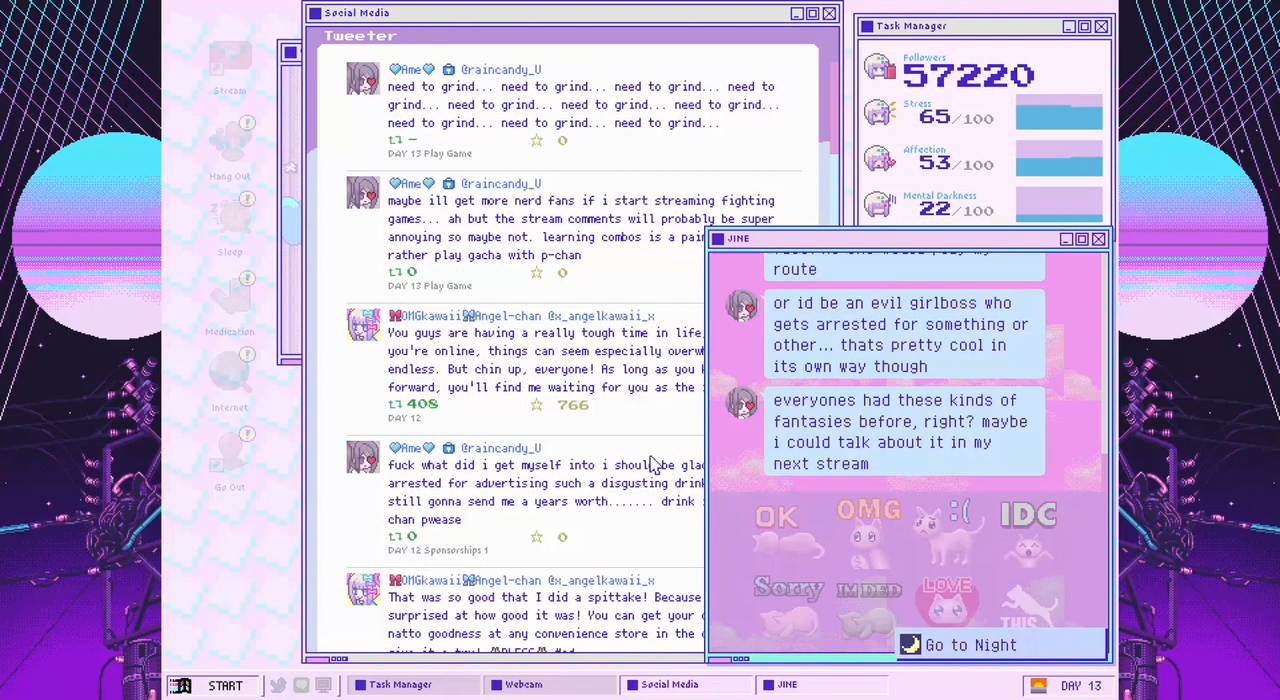 Social Media
Tweeter
Ame @raincandy_U
need to grind... need to grind... need to grind... need to
grind... need to grind... need to grind... need to grind...
need to grind... need to grind... need to grind...
—
0
DAY 13 Play Game
Ame @raincandy_U
maybe ill get more nerd fans if i start streaming fighting
games... ah but the stream comments will probably be super
annoying so maybe not. learning combos is a pain
rather play gacha with p-chan
0
0
DAY 13 Play Game
OMGkawaii Angel-chan @x_angelkawaii_x
You guys are having a really tough time in life
you're online, things can seem especially
endless. But chin up, everyone! As long as you
forward, you'll find me waiting for you as the
408
766
DAY 12
Ame @raincandy_U
fuck what did i get myself into i should be
arrested for advertising such a disgusting
still gonna send me a years worth....... drink
chan pwease
0
0
DAY 12 Sponsorships 1
OMGkawaii Angel-chan @x_angelkawaii_x
That was so good that I did a spittake! Because
surprised at how good it was! You can get your
natto goodness at any convenience store in the
Stream
Hang Out
Sleep
Medication
Internet
Go Out
Task Manager
Followers
57220
Stress
65/100
Affection
53/100
Mental Darkness
22/100
JINE
route
or id be an evil girlboss who
gets arrested for something or
other... thats pretty cool in
its own way though
everyones had these kinds of
fantasies before, right? maybe
i could talk about it in my
next stream
OK
OMG
:(
IDC
Sorry
IM DED
LOVE
THIS
Go to Night
START
Task Manager
Webcam
Social Media
JINE
DAY 13